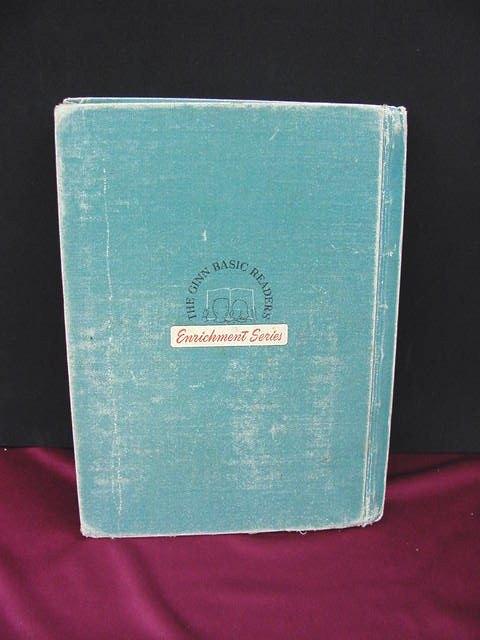 THE GINN BASIC READERS
Enrichment Series